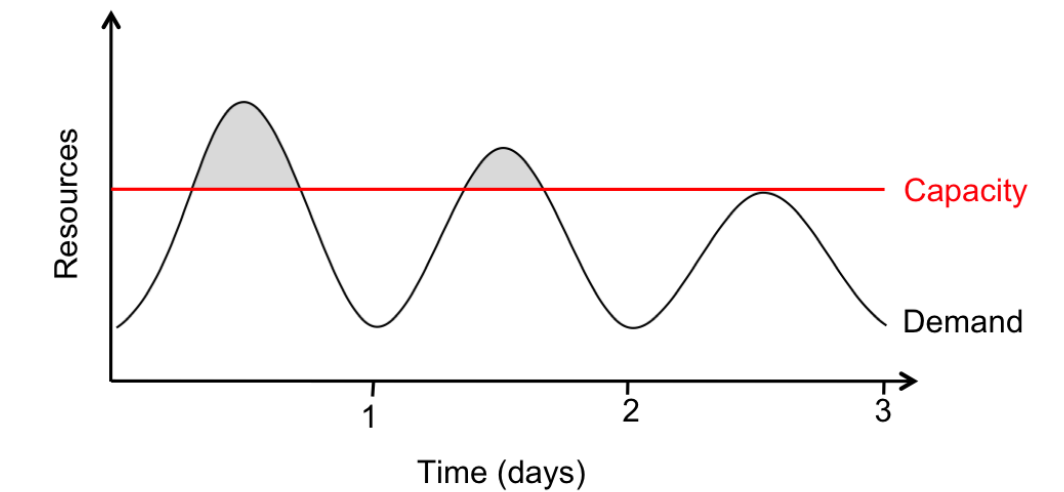 Resources
Capacity
Demand
1
2
3
Time (days)